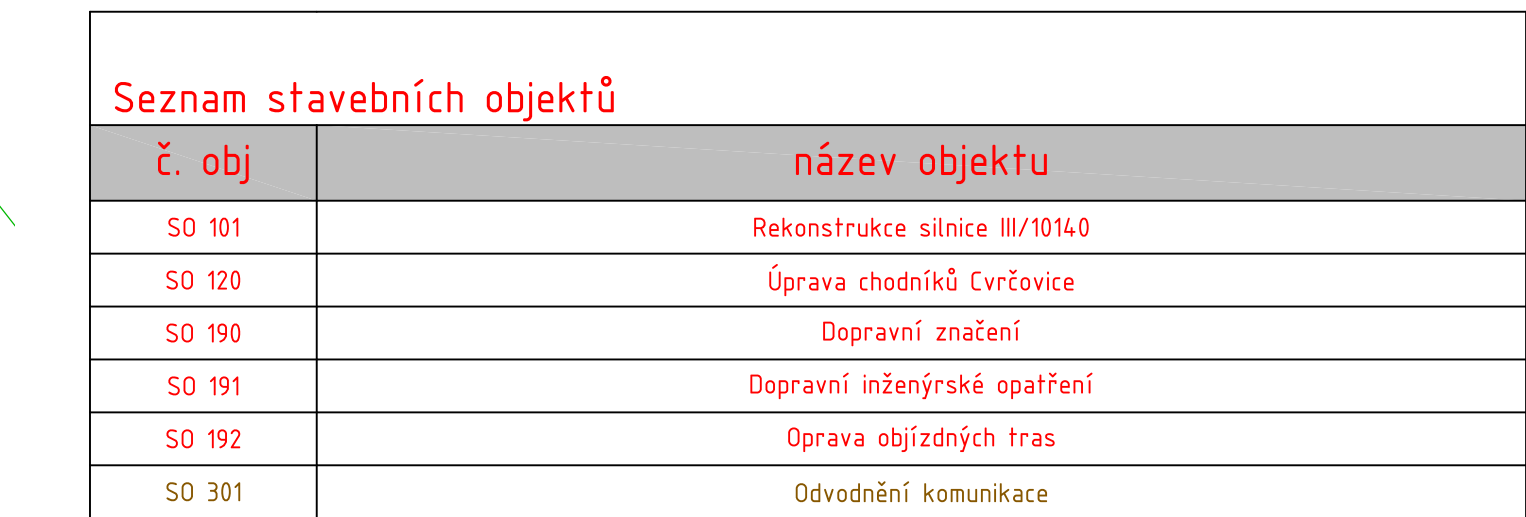 Seznam stavebních objektů
č. obj název objektu
SO 101 Rekonstrukce silnice III/10140
SO 120 Úprava chodníků Cvrčovice
SO 190 Dopravní značení
SO 191 Dopravní inženýrské opatření
SO 192 Oprava objízdných tras
SO 301 Odvodnění komunikace